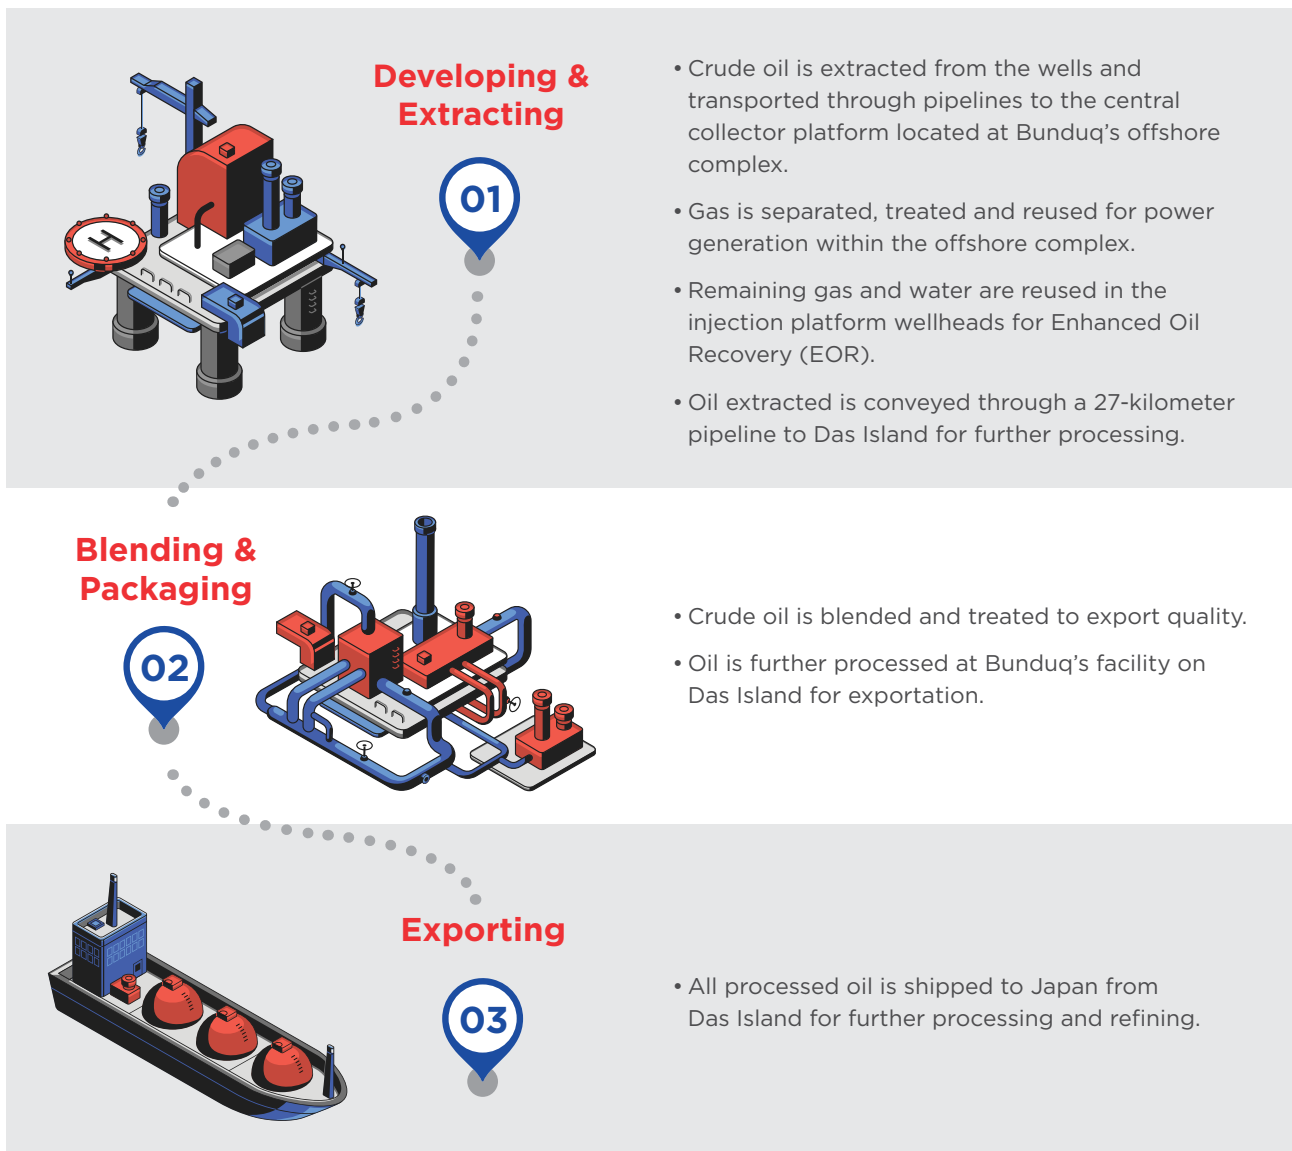 Developing &
Extracting
01
• Crude oil is extracted from the wells and
transported through pipelines to the central
collector platform located at Bunduq’s offshore
complex.
• Gas is separated, treated and reused for power
generation within the offshore complex.
• Remaining gas and water are reused in the
injection platform wellheads for Enhanced Oil
Recovery (EOR).
• Oil extracted is conveyed through a 27-kilometer
pipeline to Das Island for further processing.
H
Blending &
Packaging
02
• Crude oil is blended and treated to export quality.
• Oil is further processed at Bunduq’s facility on
Das Island for exportation.
Exporting
03
• All processed oil is shipped to Japan from
Das Island for further processing and refining.